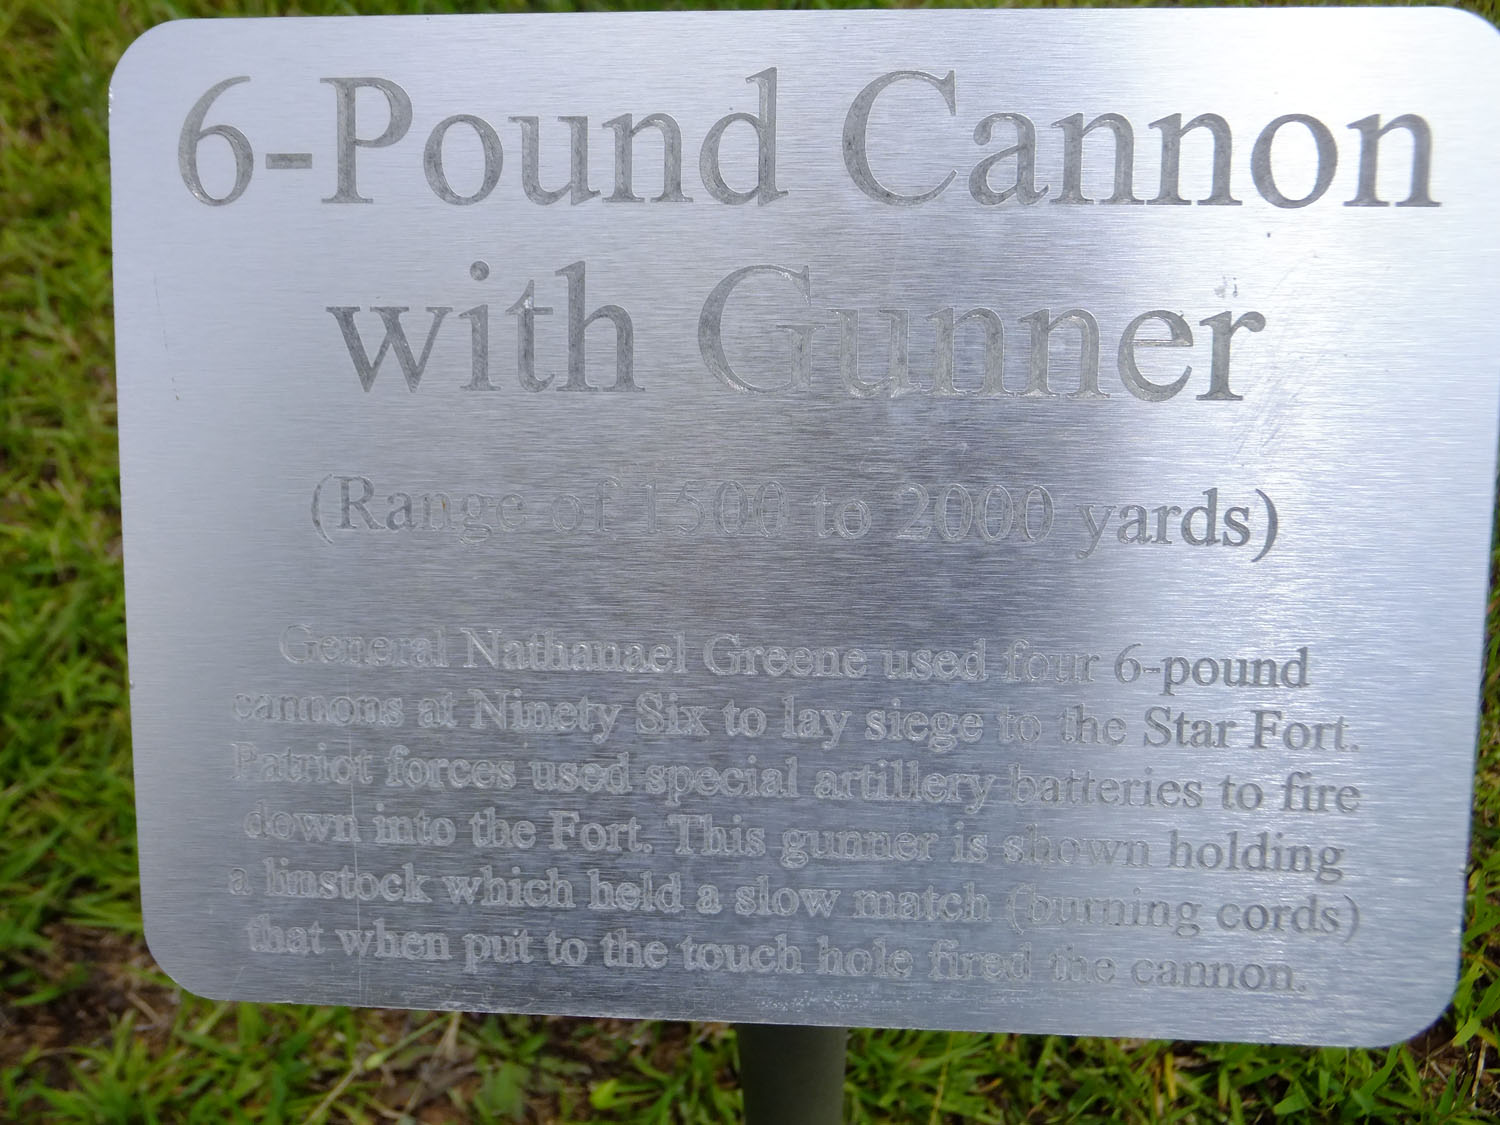 6-Pound Cannon
with Gunner
(Range of 1500 to 2000 yards)
General Nathanael Greene used four 6-pound
cannons at Ninety Six to lay siege to the Star Fort.
Patriot forces used special artillery batteries to fire
down into the Fort. This gunner is shown holding
a linstock which held a slow match (burning cords)
that when put to the touch hole fired the cannon.